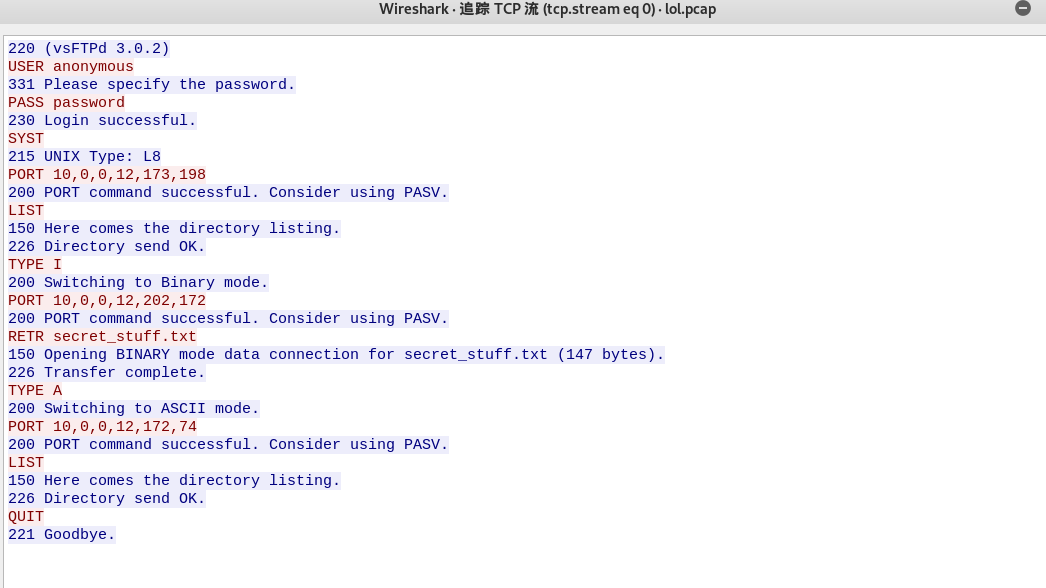 Wireshark · 追踪 TCP 流 (tcp.stream eq 0) · lol.pcap
220 (vsFTPd 3.0.2)
USER anonymous
331 Please specify the password.
PASS password
230 Login successful.
SYST
215 UNIX Type: L8
PORT 10,0,0,12,173,198
200 PORT command successful. Consider using PASV.
LIST
150 Here comes the directory listing.
226 Directory send OK.
TYPE I
200 Switching to Binary mode.
PORT 10,0,0,12,202,172
200 PORT command successful. Consider using PASV.
RETR secret_stuff.txt
150 Opening BINARY mode data connection for secret_stuff.txt (147 bytes).
226 Transfer complete.
TYPE A
200 Switching to ASCII mode.
PORT 10,0,0,12,172,74
200 PORT command successful. Consider using PASV.
LIST
150 Here comes the directory listing.
226 Directory send OK.
QUIT
221 Goodbye.